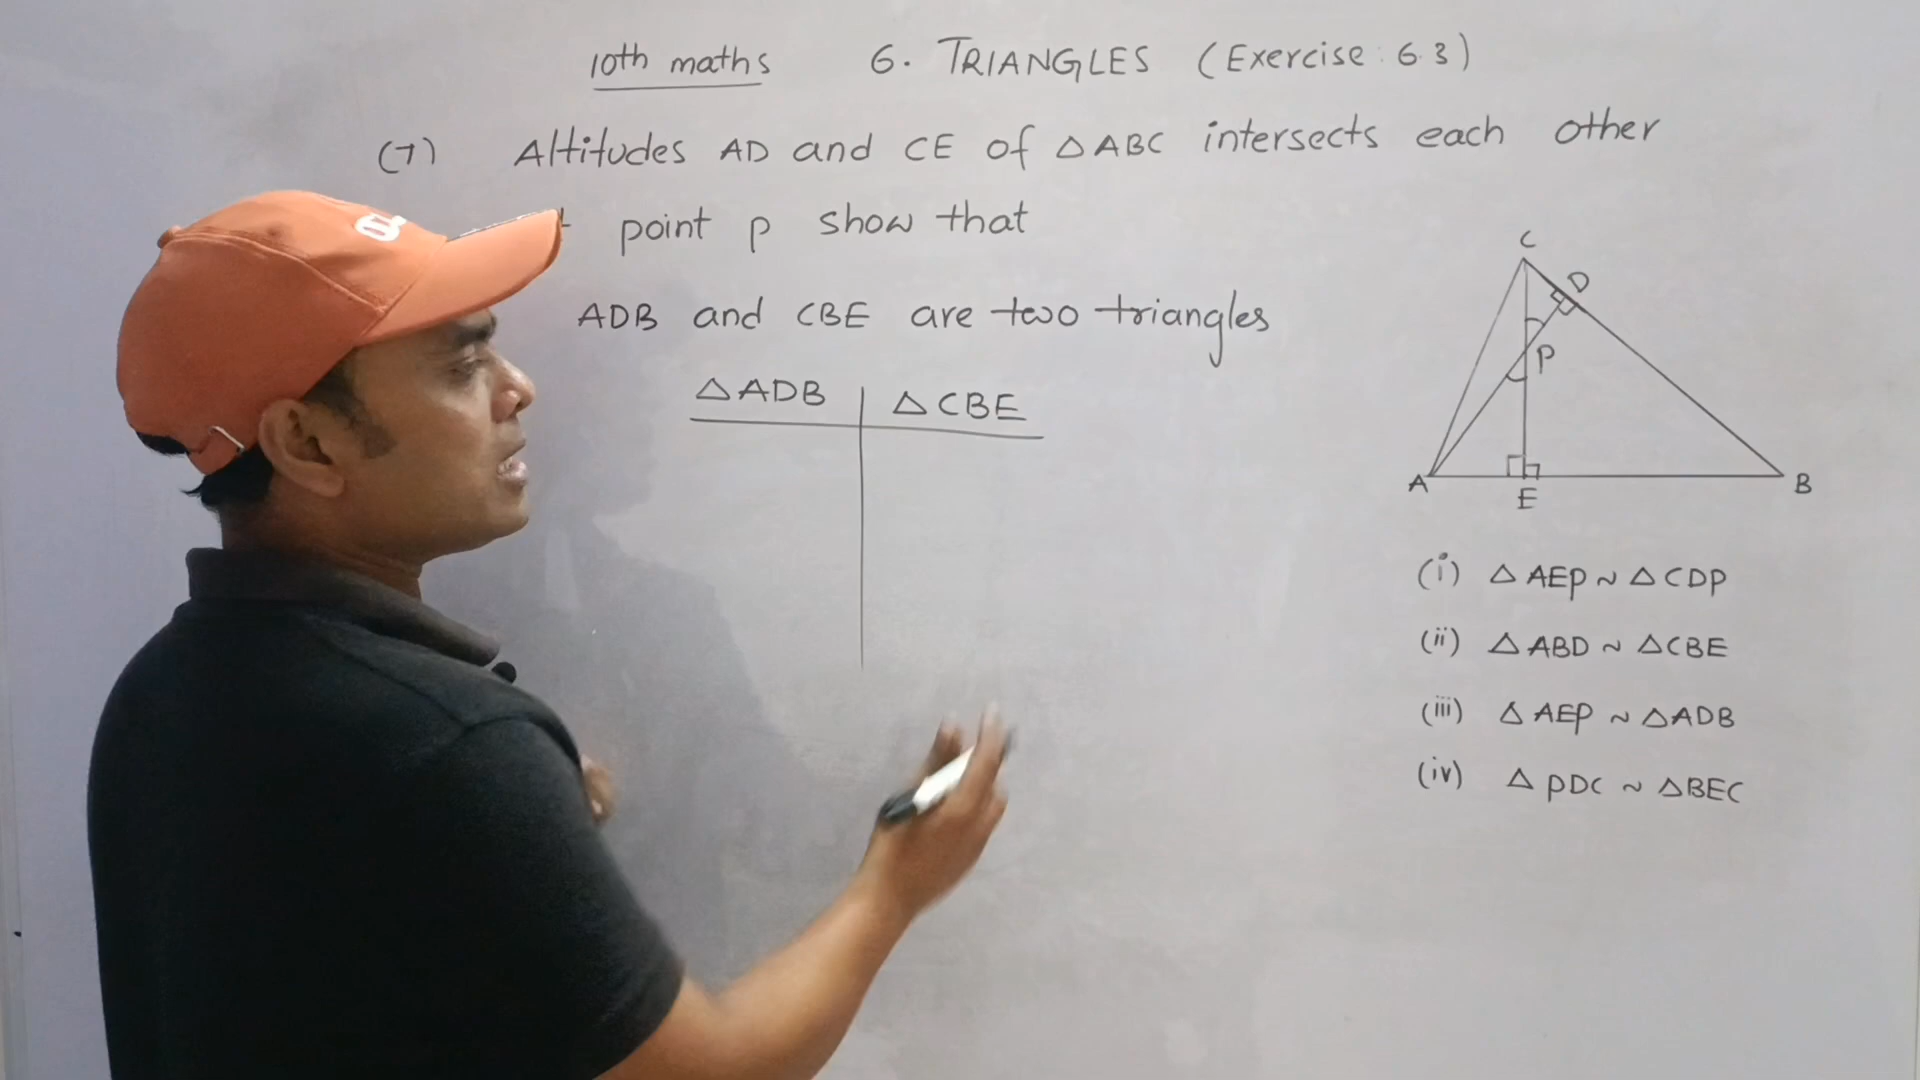 10th maths 6. TRIANGLES (Exercise: 6.3)
(7) Altitudes AD and CE of △ABC intersects each other
point p show that
ADB and CBE are two triangles
△ADB △CBE
C
D
P
A
E
B
(i) △AEP ~ △CDP
(ii) △ABD ~ △CBE
(iii) △AEP ~ △ADB
(iv) △PDC ~ △BEC